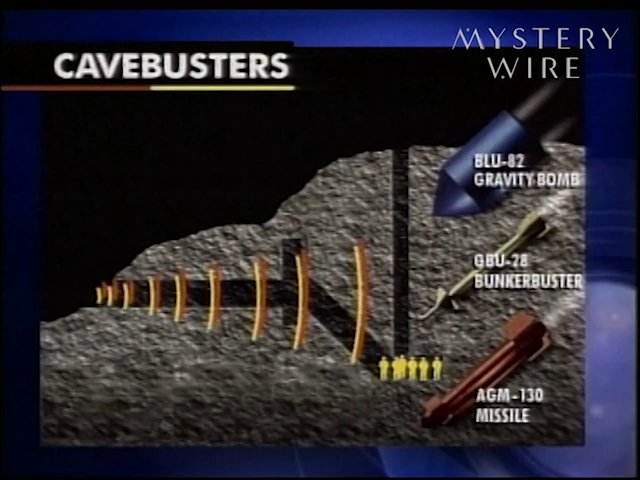 MYSTERY
WIRE
CAVEBUSTERS
BLU-82
GRAVITY BOMB
GBU-28
BUNKERBUSTER
AGM-130
MISSILE